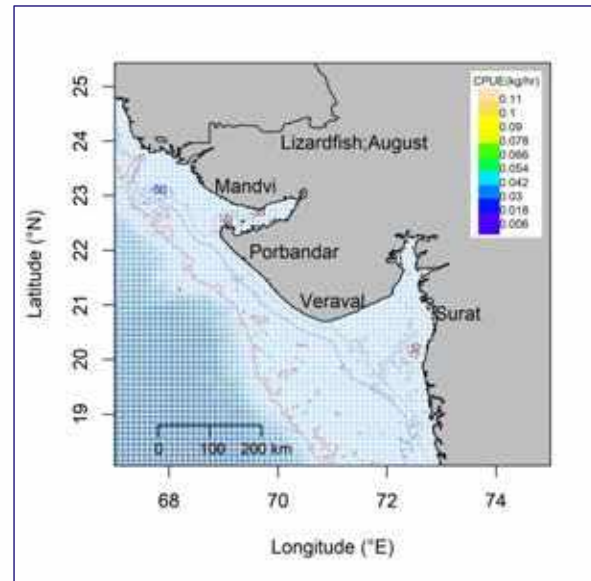 CPUE(kg/hr)
0.11
0.1
0.09
0.078
0.066
0.054
0.042
0.03
0.018
0.006
Lizardfish;August
Mandvi
-50
Porbandar
Veraval
Surat
0 100 200 km
25
24
23
22
21
20
19
Latitude (°N)
68 70 72 74
Longitude (°E)